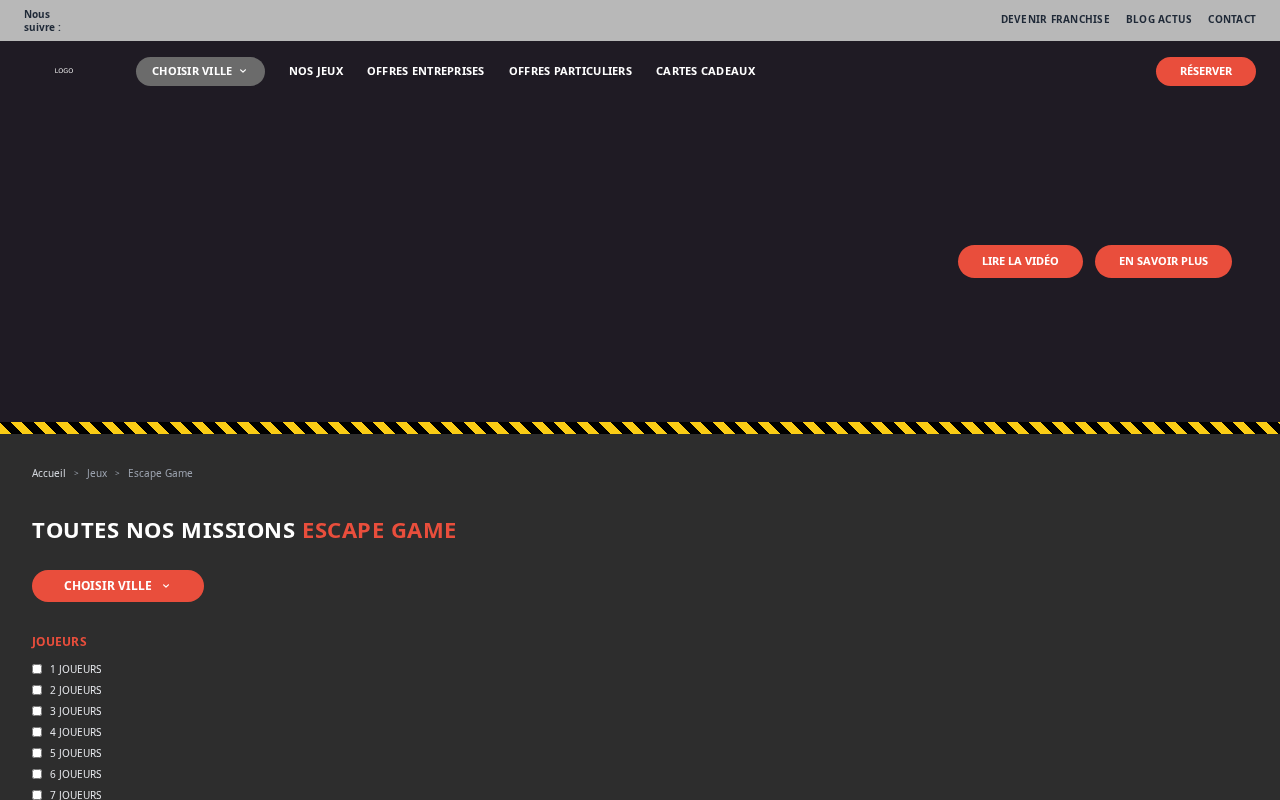 Nous
suivre :
DEVENIR FRANCHISE
BLOG ACTUS
CONTACT
LOGO
CHOISIR VILLE
NOS JEUX
OFFRES ENTREPRISES
OFFRES PARTICULIERS
CARTES CADEAUX
RÉSERVER
LIRE LA VIDÉO
EN SAVOIR PLUS
Accueil > Jeux > Escape Game
TOUTES NOS MISSIONS ESCAPE GAME
CHOISIR VILLE
JOUEURS
1 JOUEURS
2 JOUEURS
3 JOUEURS
4 JOUEURS
5 JOUEURS
6 JOUEURS
7 JOUEURS